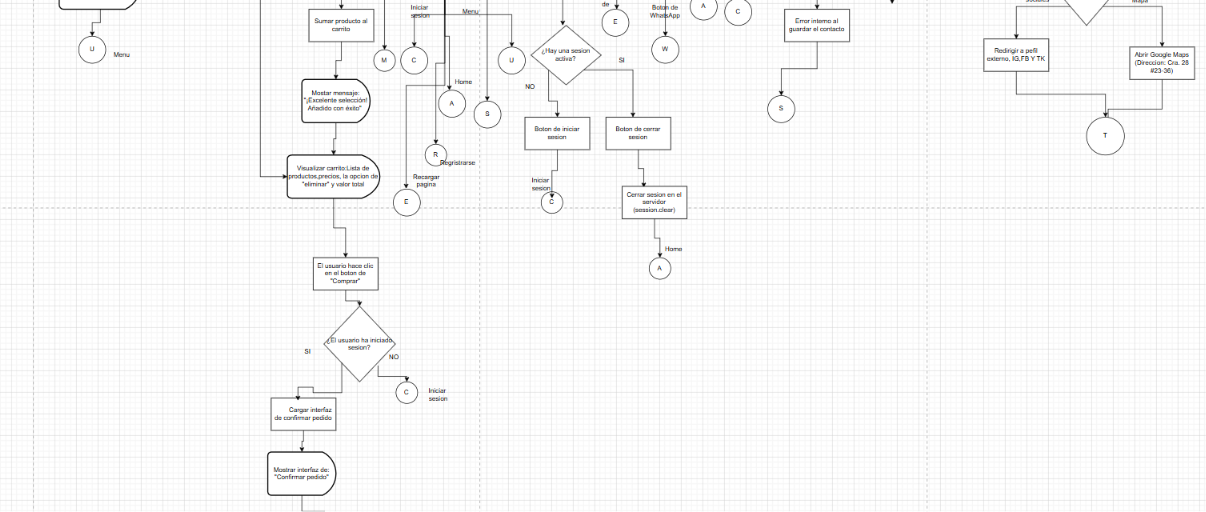 U
Menu
Sumar producto al
carrito
Mostar mensaje:
"¡Excelente selección!
Añadido con éxito"
Visualizar carrito:Lista de
productos,precios, la opcion de
"eliminar" y valor total
El usuario hace clic
en el boton de
"Comprar"
¿El usuario ha iniciado
sesion?
SI
NO
C
Iniciar
sesion
Cargar interfaz
de confirmar pedido
Mostrar interfaz de:
"Confirmar pedido"
M
Iniciar
sesion
C
Menu
U
Home
A
S
R
Regristrarse
Recargar
pagina
E
¿Hay una sesion
activa?
NO
SI
Boton de iniciar
sesion
Iniciar
sesion
C
Boton de cerrar
sesion
Cerrar sesion en el
servidor
(session.clear)
Home
A
de
E
Boton de
WhatsApp
W
A
C
Error interno al
guardar el contacto
S
Redirigir a pefil
externo, IG,FB Y TK
Abrir Google Maps
(Direccion: Cra. 28
#23-36)
T